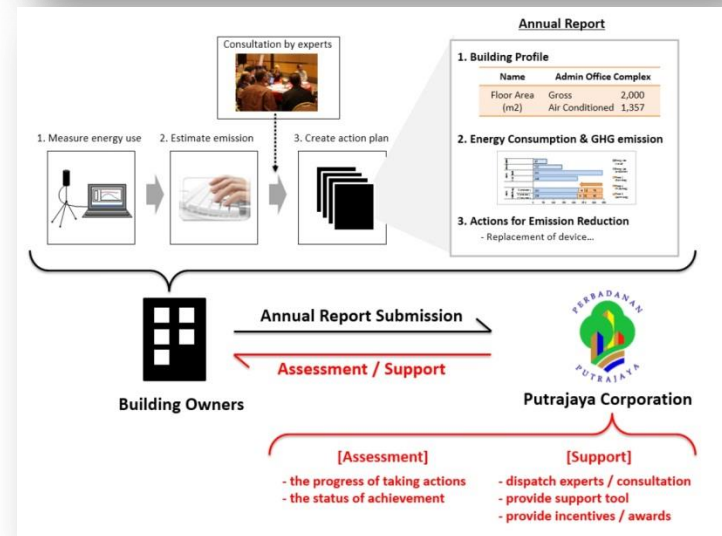 Annual Report
Consultation by experts
1. Building Profile
Name Admin Office Complex
Floor Area Gross 2,000
(m2) Air Conditioned 1,357
1. Measure energy use 2. Estimate emission 3. Create action plan
2. Energy Consumption & GHG emission
3. Actions for Emission Reduction
- Replacement of device...
Annual Report Submission
Assessment / Support
Building Owners
PERBADANAN
PUTRAJAYA
Putrajaya Corporation
[Assessment]
- the progress of taking actions
- the status of achievement
[Support]
- dispatch experts / consultation
- provide support tool
- provide incentives / awards